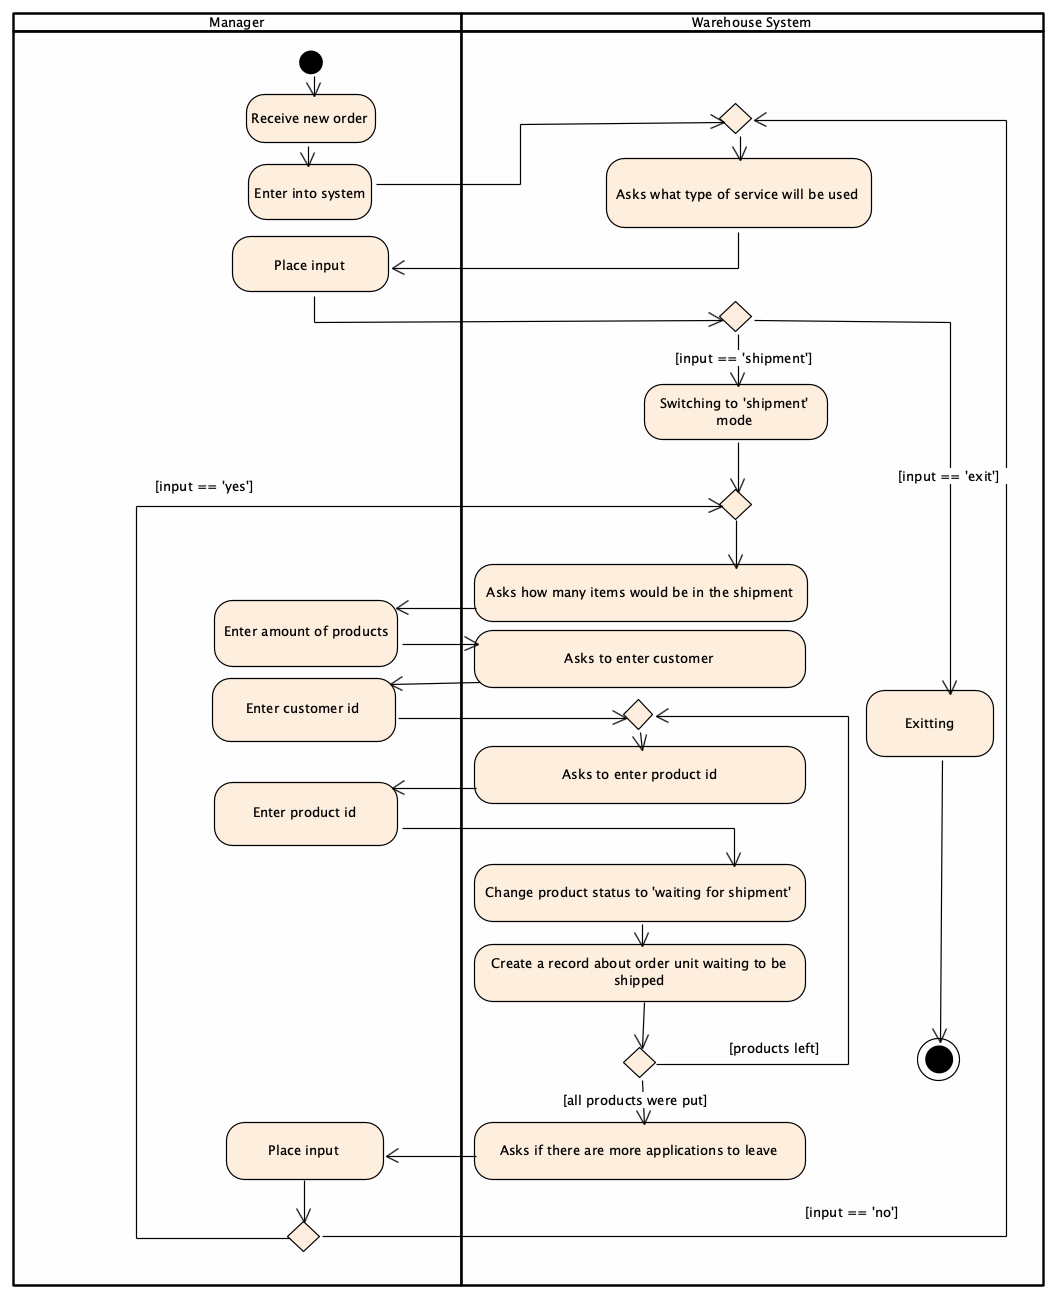 Manager
Warehouse System
Receive new order
Enter into system
Asks what type of service will be used
Place input
[input == 'shipment']
Switching to 'shipment'
mode
[input == 'exit']
[input == 'yes']
Asks how many items would be in the shipment
Enter amount of products
Asks to enter customer
Enter customer id
Exitting
Asks to enter product id
Enter product id
Change product status to 'waiting for shipment'
Create a record about order unit waiting to be
shipped
[products left]
[all products were put]
Place input
Asks if there are more applications to leave
[input == 'no']